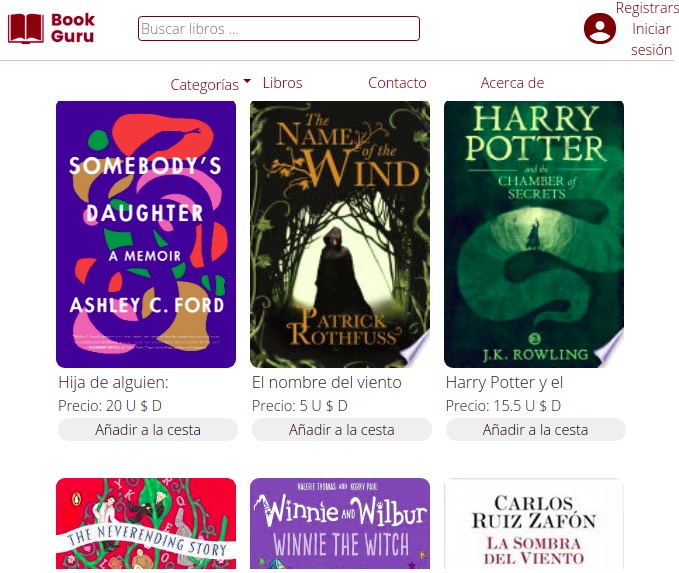 Book
Guru
Buscar libros ...
Registrars
Iniciar
sesión
Categorías
Libros
Contacto
Acerca de
SOMEBODY'S
DAUGHTER
A MEMOIR
ASHLEY C. FORD
The
NAME
of the
WIND
PATRICK
ROTHFUSS
HARRY
POTTER
and the
CHAMBER of
SECRETS
2
J.K. ROWLING
Hija de alguien:
Precio: 20 U $ D
Añadir a la cesta
El nombre del viento
Precio: 5 U $ D
Añadir a la cesta
Harry Potter y el
Precio: 15.5 U $ D
Añadir a la cesta
THE NEVERENDING STORY
VALERIE THOMAS AND KORKY PAUL
Winnie AND Wilbur
WINNIE THE WITCH
CARLOS
RUIZ ZAFÓN
LA SOMBRA
DEL VIENTO